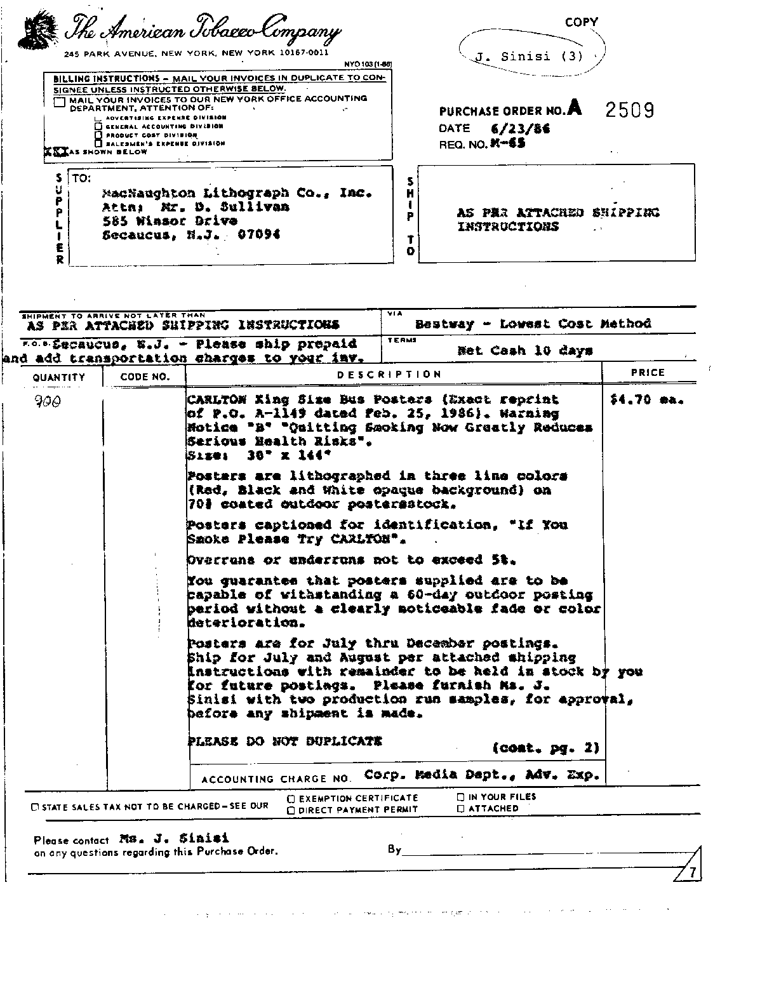 The American Tobacco Company
COPY
245 PARK AVENUE, NEW YORK, NEW YORK 10167-0011
J. Sinisi (3)
NYO 103 (1-86)
BILLING INSTRUCTIONS – MAIL YOUR INVOICES IN DUPLICATE TO CON-
SIGNEE UNLESS INSTRUCTED OTHERWISE BELOW.
MAIL YOUR INVOICES TO OUR NEW YORK OFFICE ACCOUNTING
DEPARTMENT, ATTENTION OF:
ADVERTISING EXPENSE DIVISION
GENERAL ACCOUNTING DIVISION
PRODUCT COST DIVISION
SALESMEN'S EXPENSE DIVISION
XXX AS SHOWN BELOW
PURCHASE ORDER NO. A 2509
DATE 6/23/86
REQ. NO. M-65
SUPPLIER
TO:
MacNaughton Lithograph Co., Inc.
Attn: Mr. D. Sullivan
585 Winsor Drive
Secaucus, N.J. 07094
SHIP TO
AS PER ATTACHED SHIPPING
INSTRUCTIONS
SHIPMENT TO ARRIVE NOT LATER THAN
AS PER ATTACHED SHIPPING INSTRUCTIONS
VIA
Bestway - Lowest Cost Method
F.O.B. Secaucus, N.J. - Please ship prepaid
and add transportation charges to your inv.
TERMS
Net Cash 10 days
QUANTITY CODE NO. DESCRIPTION PRICE
900 CARLTON King Size Bus Posters (Exact reprint $4.70 ea.
of P.O. A-1149 dated Feb. 25, 1986). Warning
Notice "B" "Quitting Smoking Now Greatly Reduces
Serious Health Risks".
Size: 30" x 144"
Posters are lithographed in three line colors
(Red, Black and White opaque background) on
70# coated outdoor postersstock.
Posters captioned for identification, "If You
Smoke Please Try CARLTON".
Overruns or underruns not to exceed 5%.
You guarantee that posters supplied are to be
capable of withstanding a 60-day outdoor posting
period without a clearly noticeable fade or color
deterioration.
Posters are for July thru December postings.
Ship for July and August per attached shipping
instructions with remainder to be held in stock by you
for future postings. Please furnish Ms. J.
Sinisi with two production run samples, for approval,
before any shipment is made.
PLEASE DO NOT DUPLICATE
(cont. pg. 2)
ACCOUNTING CHARGE NO. Corp. Media Dept., Adv. Exp.
STATE SALES TAX NOT TO BE CHARGED–SEE OUR
EXEMPTION CERTIFICATE
DIRECT PAYMENT PERMIT
IN YOUR FILES
ATTACHED
Please contact Ms. J. Sinisi
on any questions regarding this Purchase Order.
By
7